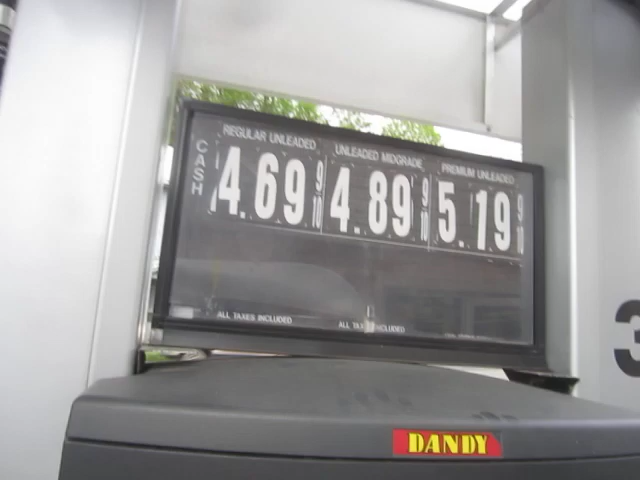 REGULAR UNLEADED
UNLEADED MIDGRADE
PREMIUM UNLEADED
CASH
4.69 9/10
4.89 9/10
5.19 9/10
ALL TAXES INCLUDED
ALL TAXES INCLUDED
3
DANDY